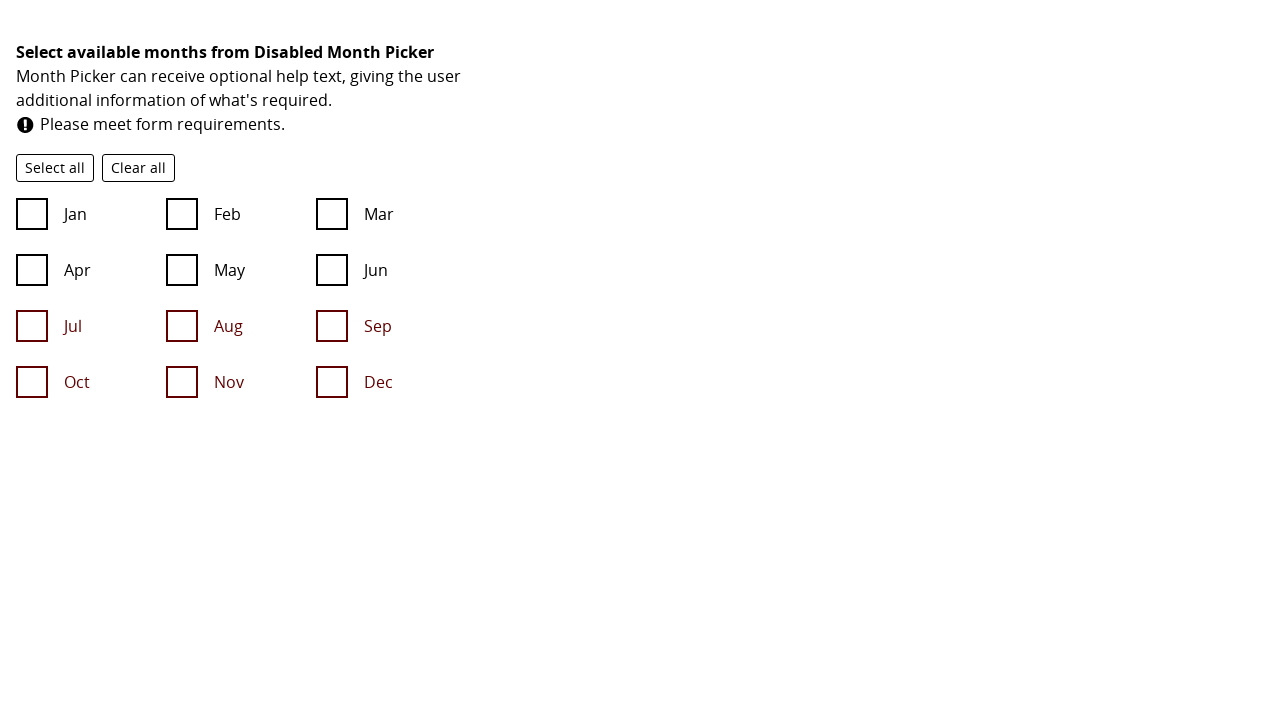 Select available months from Disabled Month Picker
Month Picker can receive optional help text, giving the user
additional information of what's required.
Please meet form requirements.
Select all Clear all
Jan Feb Mar
Apr May Jun
Jul Aug Sep
Oct Nov Dec